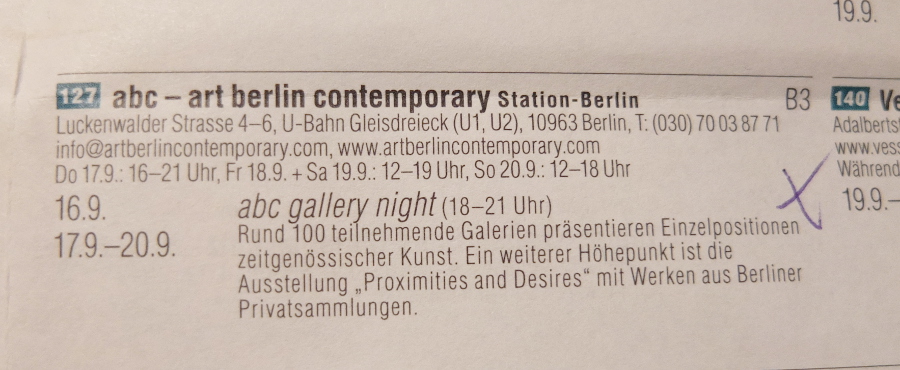 19.9.
127 abc – art berlin contemporary Station-Berlin B3
Luckenwalder Strasse 4–6, U-Bahn Gleisdreieck (U1, U2), 10963 Berlin, T: (030) 70 03 87 71
info@artberlincontemporary.com, www.artberlincontemporary.com
Do 17.9.: 16–21 Uhr, Fr 18.9. + Sa 19.9.: 12–19 Uhr, So 20.9.: 12–18 Uhr
16.9. abc gallery night (18–21 Uhr)
17.9.–20.9. Rund 100 teilnehmende Galerien präsentieren Einzelpositionen
zeitgenössischer Kunst. Ein weiterer Höhepunkt ist die
Ausstellung „Proximities and Desires“ mit Werken aus Berliner
Privatsammlungen.
140 Ve
Adalberts
www.vess
Während
19.9.–